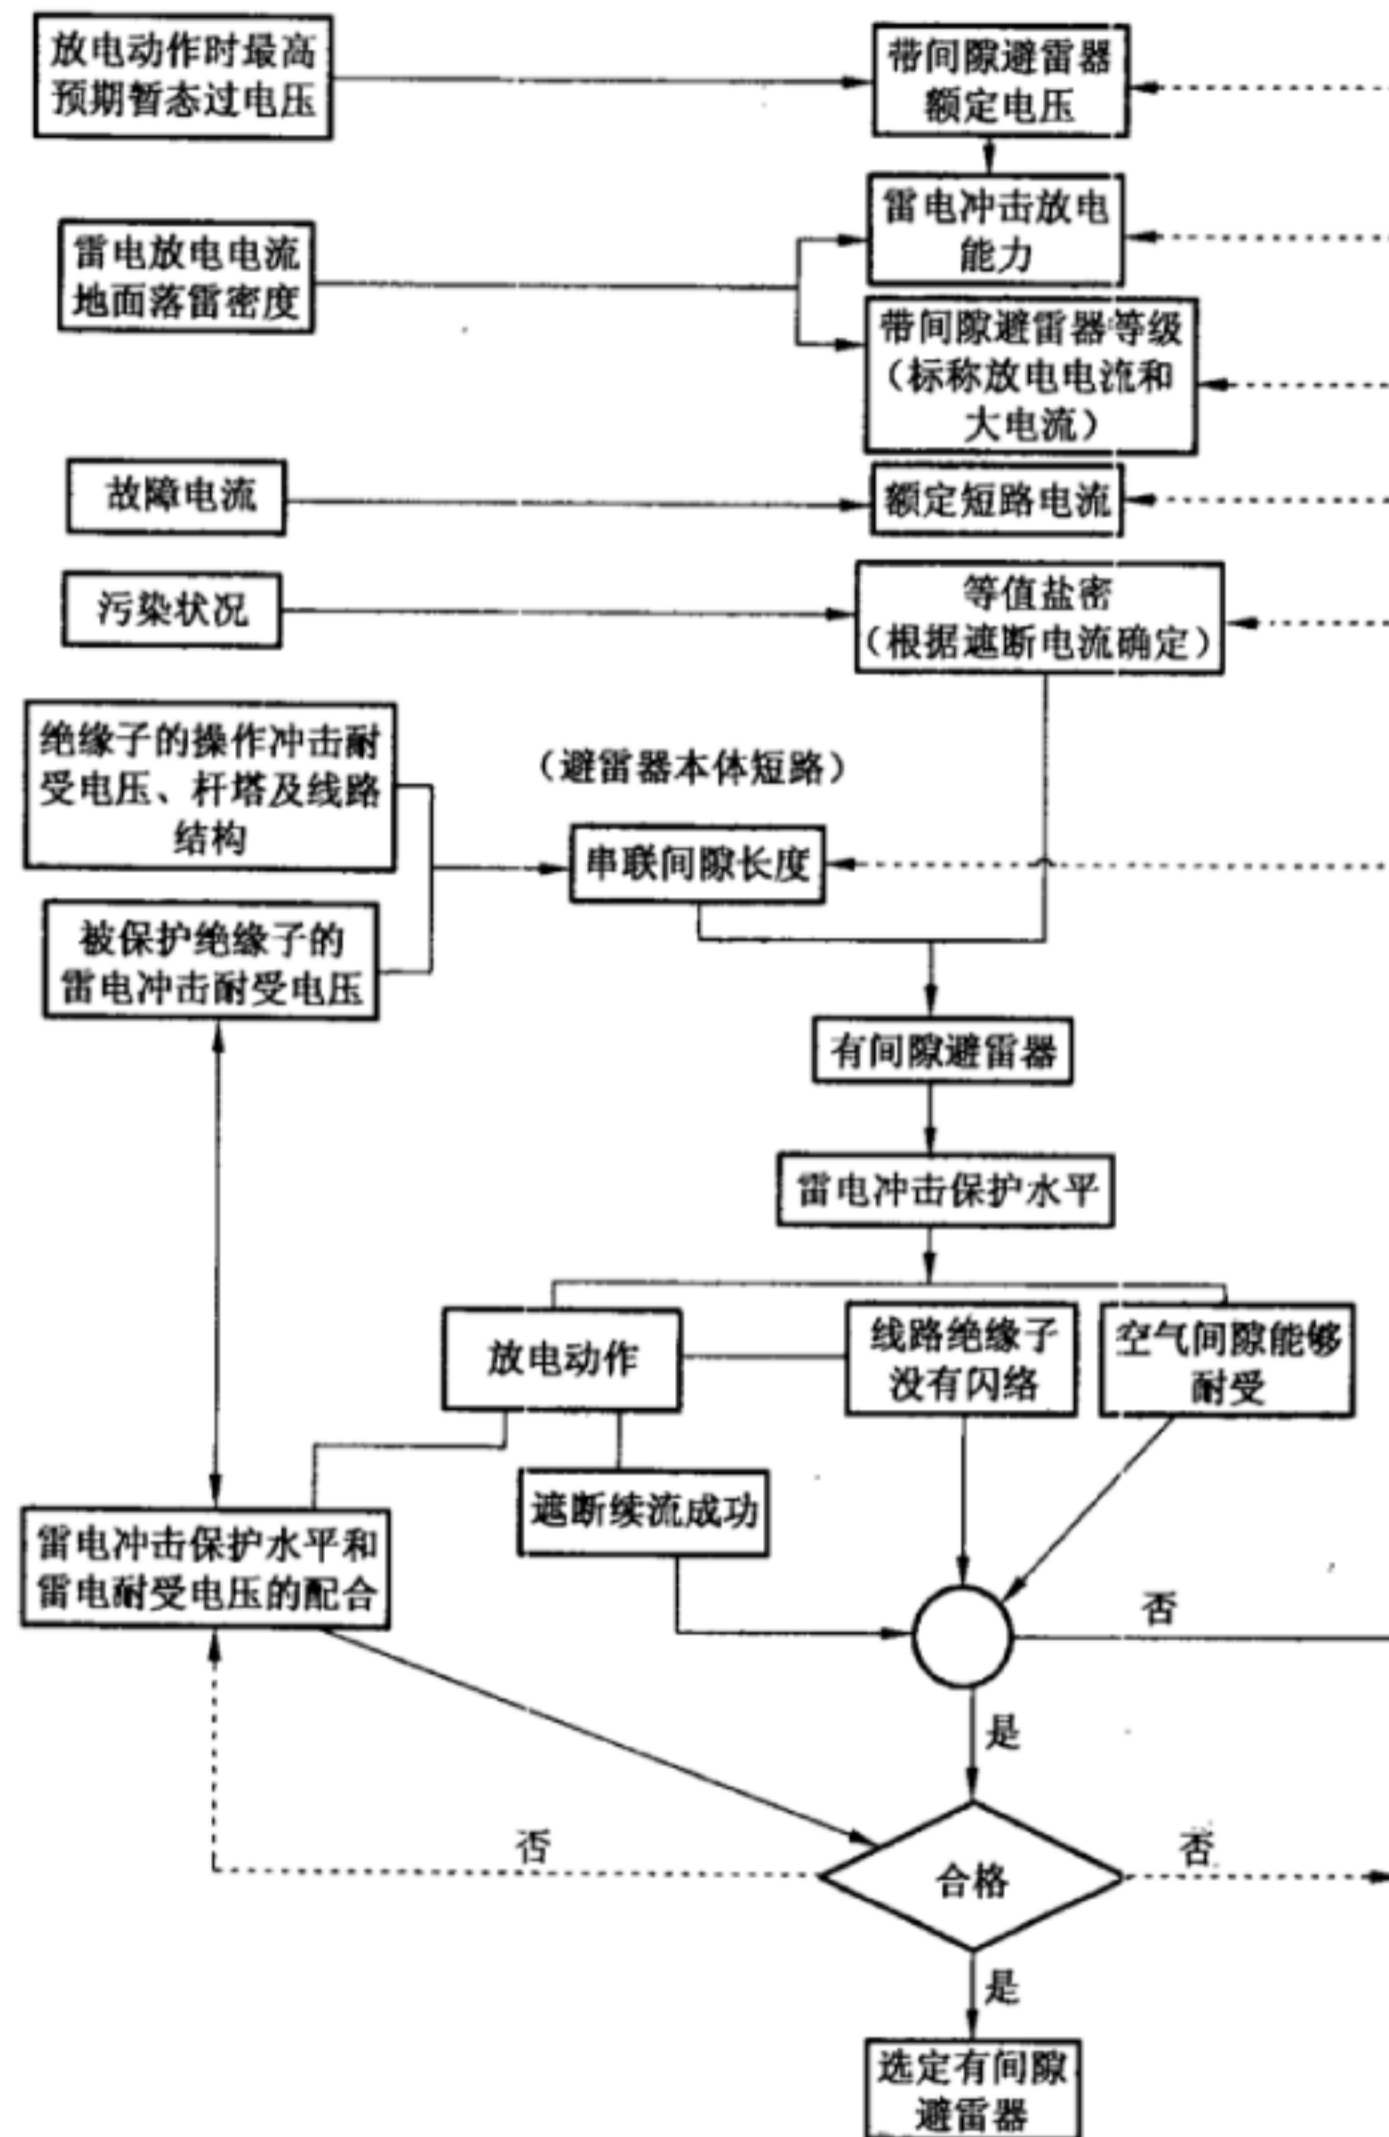 放电动作时最高
预期暂态过电压
带间隙避雷器
额定电压
雷电放电电流
地面落雷密度
雷电冲击放电
能力
带间隙避雷器等级
（标称放电电流和
大电流）
故障电流
额定短路电流
污染状况
等值盐密
（根据遮断电流确定）
绝缘子的操作冲击耐
受电压、杆塔及线路
结构
（避雷器本体短路）
串联间隙长度
被保护绝缘子的
雷电冲击耐受电压
有间隙避雷器
雷电冲击保护水平
放电动作
线路绝缘子
没有闪络
空气间隙能够
耐受
遮断续流成功
雷电冲击保护水平和
雷电耐受电压的配合
否
是
否
合格
否
是
选定有间隙
避雷器